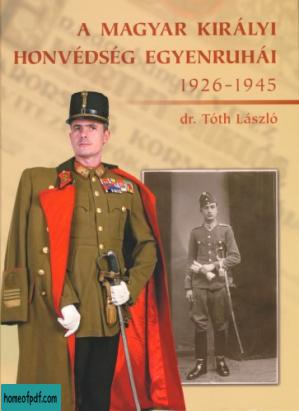 A MAGYAR KIRÁLYI
HONVÉDSÉG EGYENRUHÁI
1926-1945
dr. Tóth László
homeofpdf.com